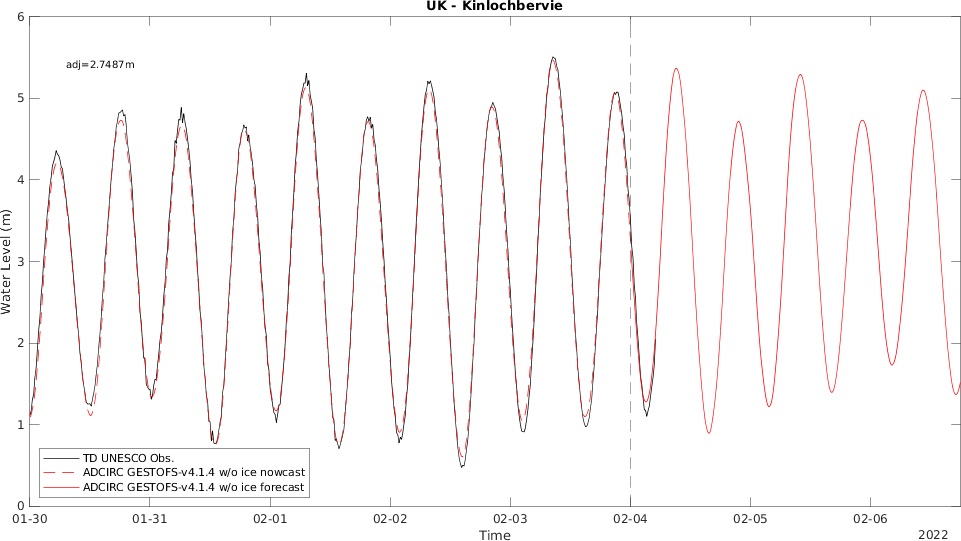 UK - Kinlochbervie
6
adj=2.7487m
5
4
3
2
1
0
Water Level (m)
TD UNESCO Obs.
ADCIRC GESTOFS-v4.1.4 w/o ice nowcast
ADCIRC GESTOFS-v4.1.4 w/o ice forecast
01-30 01-31 02-01 02-02 02-03 02-04 02-05 02-06
Time
2022